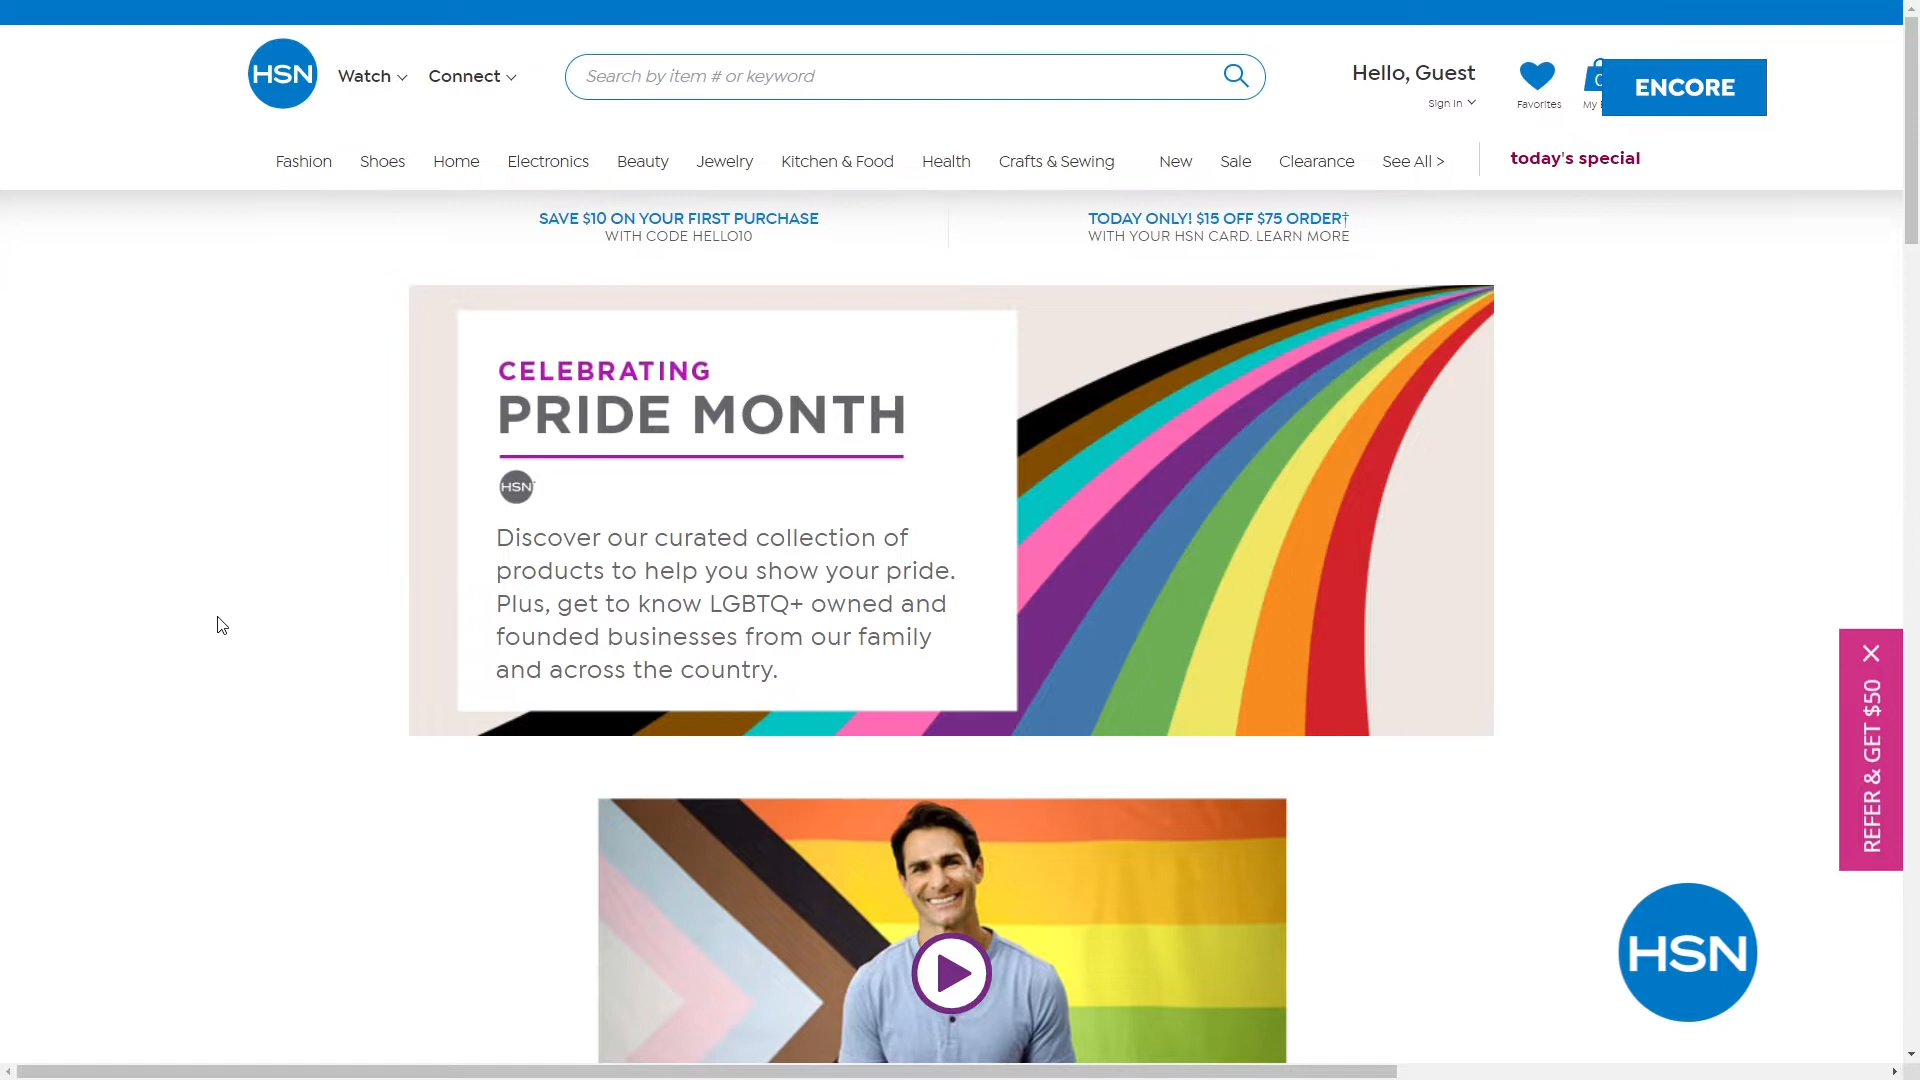 HSN
Watch
Connect
Search by item # or keyword
Hello, Guest
Sign In
Favorites
My
ENCORE
Fashion
Shoes
Home
Electronics
Beauty
Jewelry
Kitchen & Food
Health
Crafts & Sewing
New
Sale
Clearance
See All >
today's special
SAVE $10 ON YOUR FIRST PURCHASE
WITH CODE HELLO10
TODAY ONLY! $15 OFF $75 ORDER†
WITH YOUR HSN CARD. LEARN MORE
CELEBRATING
PRIDE MONTH
HSN
Discover our curated collection of
products to help you show your pride.
Plus, get to know LGBTQ+ owned and
founded businesses from our family
and across the country.
REFER & GET $50
HSN